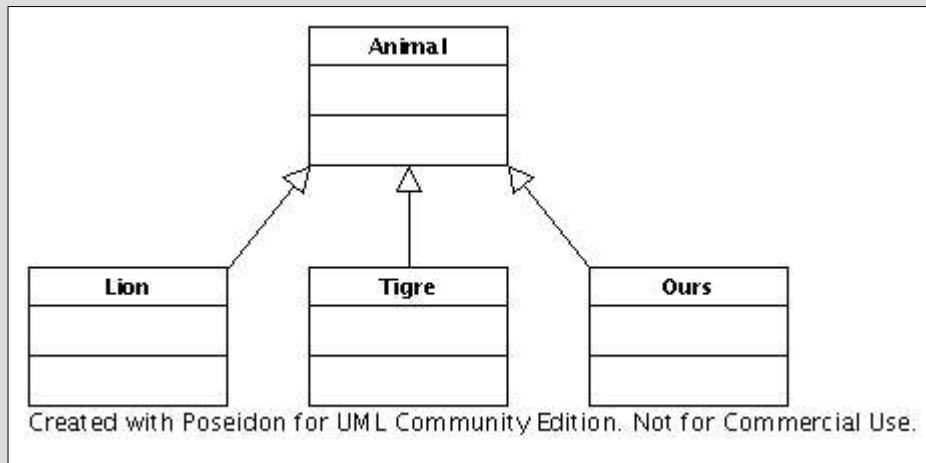 Animal
Lion
Tigre
Ours
Created with Poseidon for UML Community Edition. Not for Commercial Use.